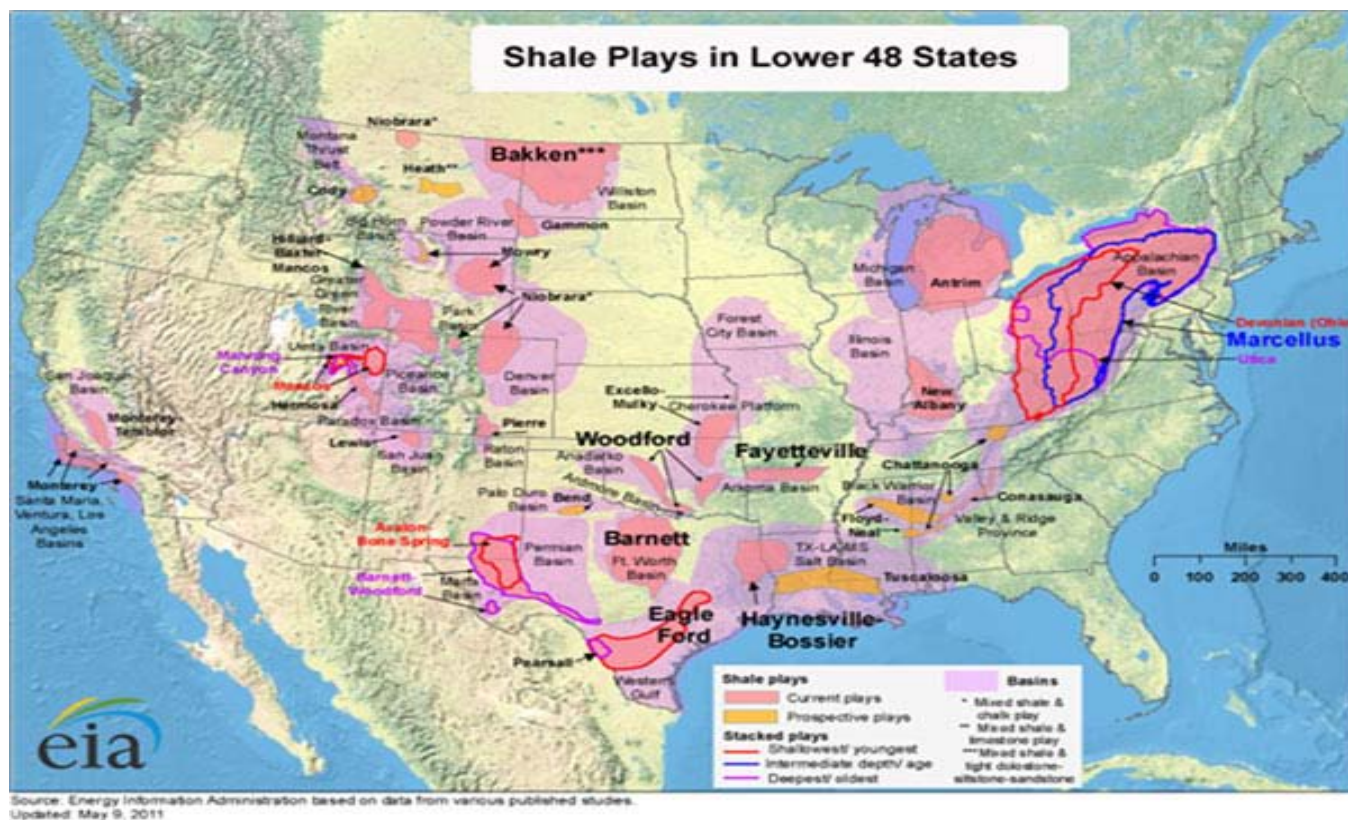 Shale Plays in Lower 48 States
Niobrara*
Montana
Thrust
Belt
Bakken***
Heath**
Cody
Williston
Basin
Big Horn
Basin
Powder River
Basin
Gammon
Hilliard-
Baxter-
Mancos
Mowry
Greater
Green
River
Basin
Niobrara*
Park
Basin
Michigan
Basin
Antrim
Appalachian
Basin
Devonian (Ohio
Marcellus
Utica
Forest
City Basin
Illinois
Basin
Uinta Basin
Manning
Canyon
Mancos
Piceance
Basin
Denver
Basin
Hermosa
Excello-
Mulky
Cherokee Platform
New
Albany
San Joaquin
Basin
Monterey-
Temblor
Paradox Basin
Lewis
San Juan
Basin
Pierre
Raton
Basin
Woodford
Anadarko
Basin
Fayetteville
Arkoma Basin
Chattanooga
Monterey
Santa Maria,
Ventura, Los
Angeles
Basins
Palo Duro
Basin
Bend
Ardmore Basin
Black Warrior
Basin
Conasauga
Floyd-
Neal
Valley & Ridge
Province
Avalon-
Bone Spring
Permian
Basin
Barnett
Ft. Worth
Basin
TX-LA-MS
Salt Basin
Tuscaloosa
Barnett-
Woodford
Marfa
Basin
Eagle
Ford
Haynesville-
Bossier
Pearsall
Western
Gulf
Miles
0 100 200 300 400
Shale plays
Current plays
Prospective plays
Stacked plays
Shallowest/ youngest
Intermediate depth/ age
Deepest/ oldest
Basins
* Mixed shale &
chalk play
** Mixed shale &
limestone play
***Mixed shale &
tight dolostone-
siltstone-sandstone
eia
Source: Energy Information Administration based on data from various published studies.
Updated: May 9, 2011